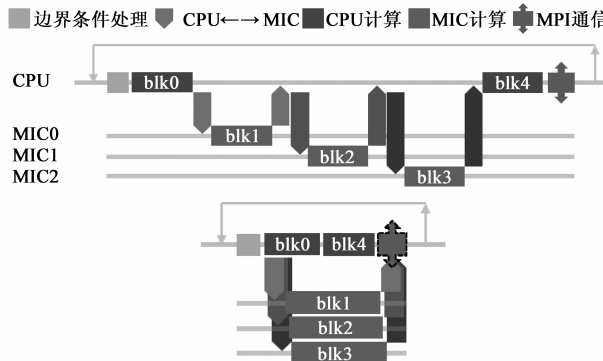 边界条件处理 CPU←→MIC CPU计算 MIC计算 MPI通信
CPU blk0 blk4
MIC0 blk1
MIC1 blk2
MIC2 blk3
blk0 blk4
blk1
blk2
blk3